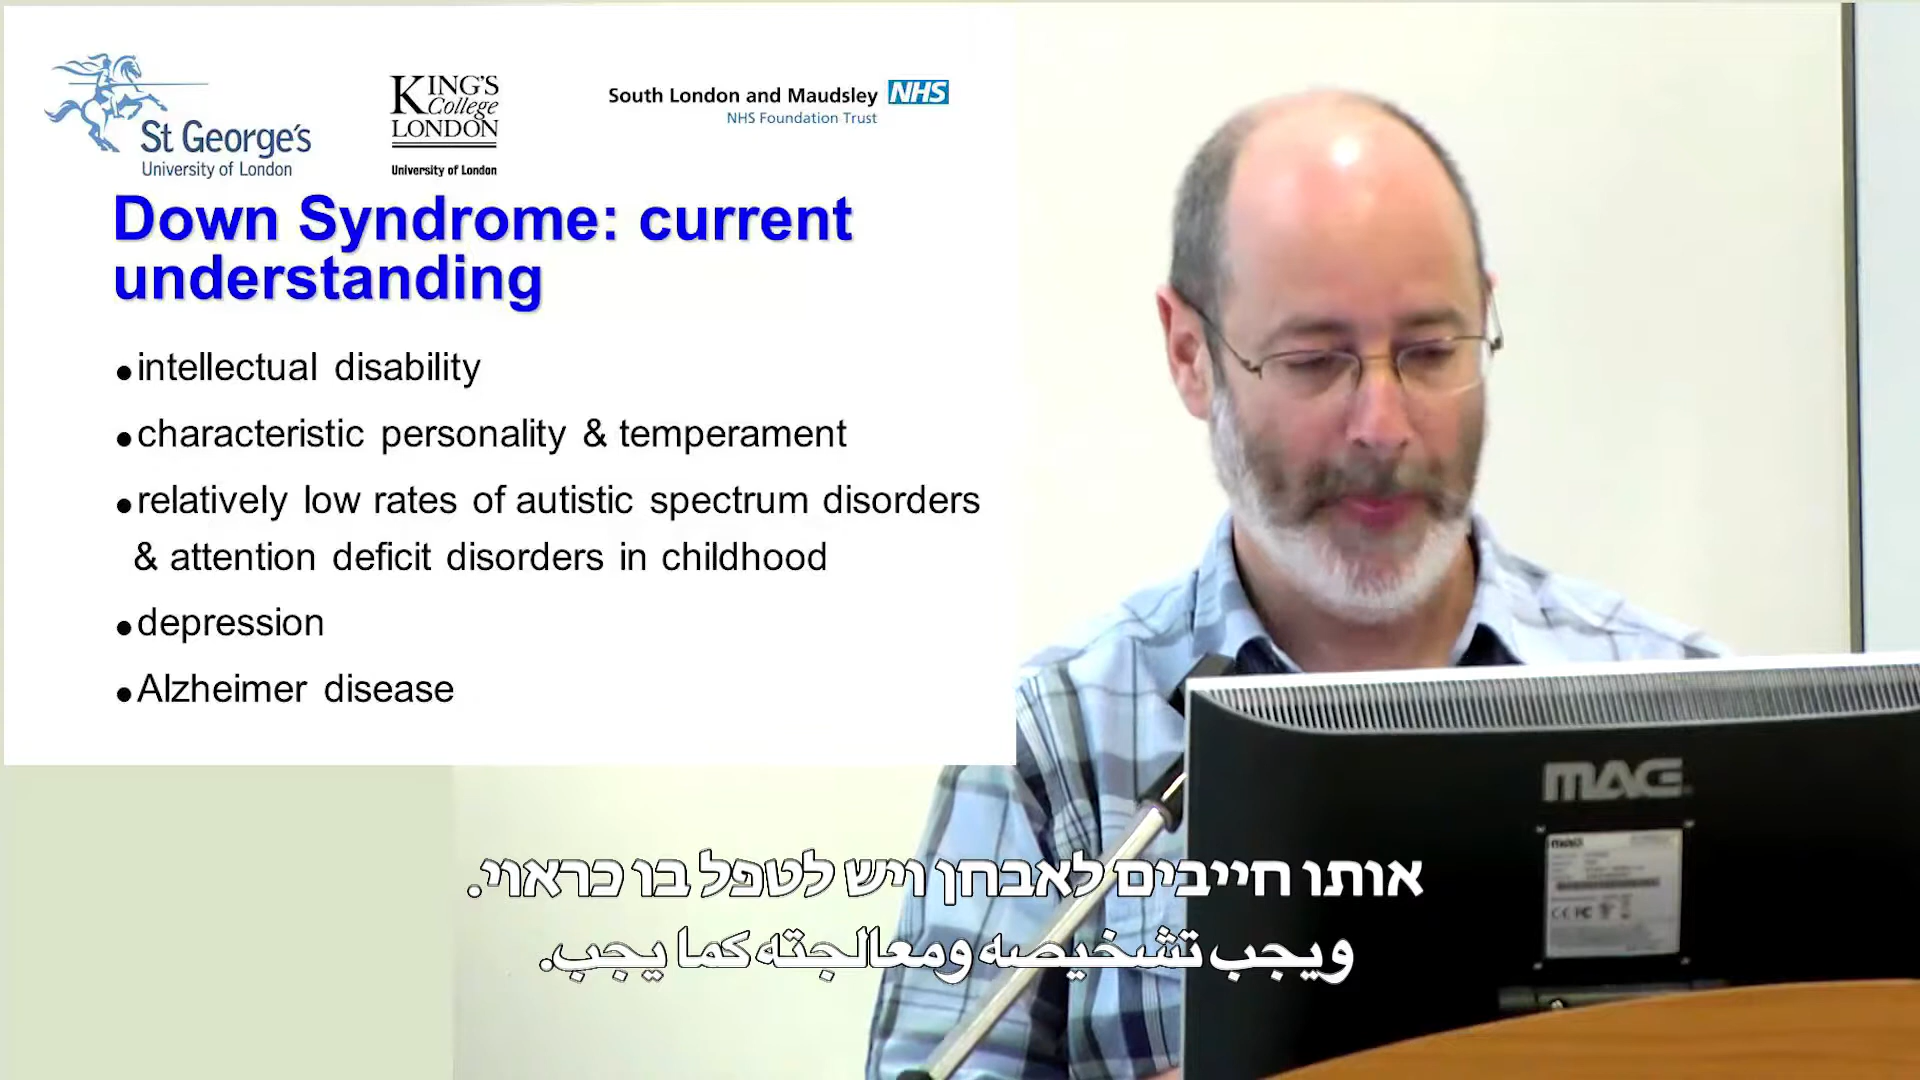 St George's
University of London
KING'S
College
LONDON
University of London
South London and Maudsley NHS
NHS Foundation Trust
Down Syndrome: current
understanding
•intellectual disability
•characteristic personality & temperament
•relatively low rates of autistic spectrum disorders
& attention deficit disorders in childhood
•depression
•Alzheimer disease
MAG
אותו חייבים לאבחן ויש לטפל בו כראוי.
ويجب تشخيصه ومعالجته كما يجب.